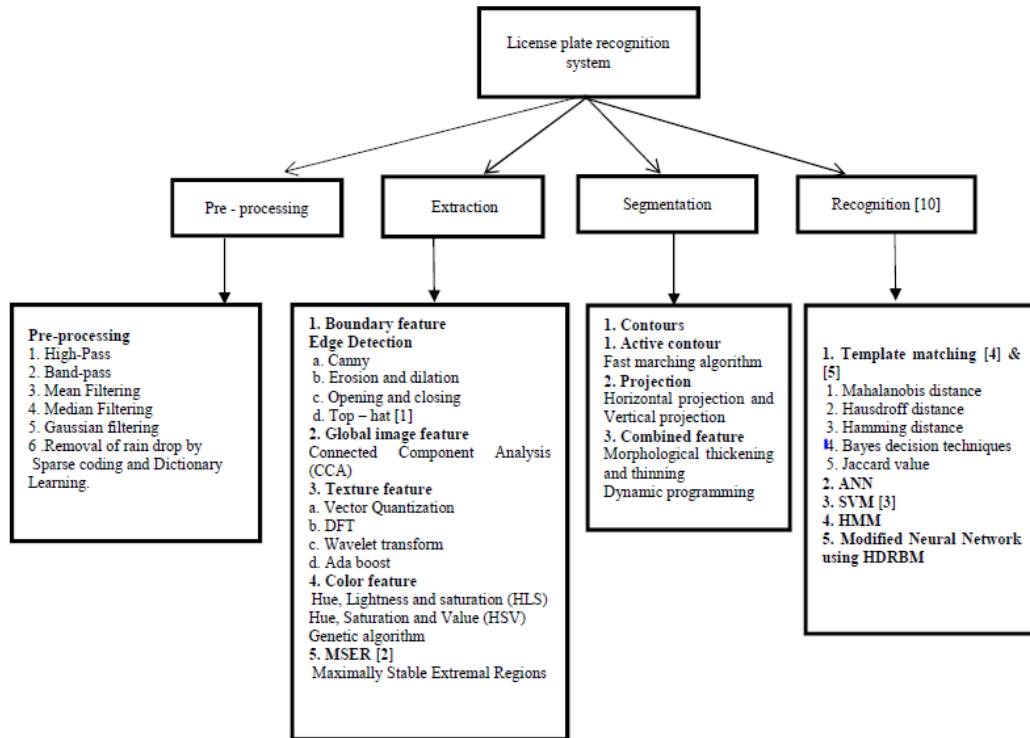 License plate recognition
system
Pre - processing
Extraction
Segmentation
Recognition [10]
Pre-processing
1. High-Pass
2. Band-pass
3. Mean Filtering
4. Median Filtering
5. Gaussian filtering
6 .Removal of rain drop by
Sparse coding and Dictionary
Learning.
1. Boundary feature
Edge Detection
a. Canny
b. Erosion and dilation
c. Opening and closing
d. Top – hat [1]
2. Global image feature
Connected Component Analysis
(CCA)
3. Texture feature
a. Vector Quantization
b. DFT
c. Wavelet transform
d. Ada boost
4. Color feature
Hue, Lightness and saturation (HLS)
Hue, Saturation and Value (HSV)
Genetic algorithm
5. MSER [2]
Maximally Stable Extremal Regions
1. Contours
1. Active contour
Fast marching algorithm
2. Projection
Horizontal projection and
Vertical projection
3. Combined feature
Morphological thickening
and thinning
Dynamic programming
1. Template matching [4] &
[5]
1. Mahalanobis distance
2. Hausdroff distance
3. Hamming distance
4. Bayes decision techniques
5. Jaccard value
2. ANN
3. SVM [3]
4. HMM
5. Modified Neural Network
using HDRBM